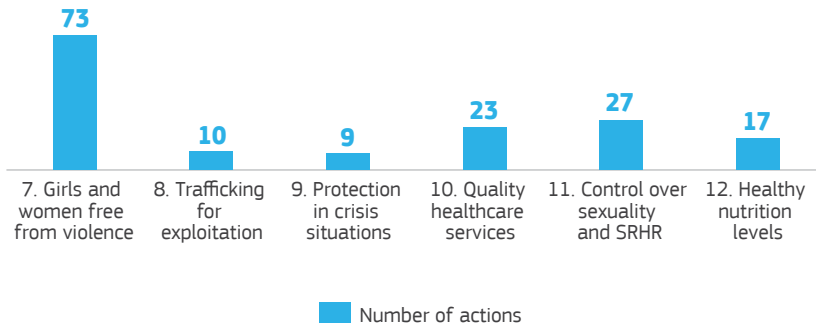 73
10
9
23
27
17
7. Girls and
women free
from violence
8. Trafficking
for
exploitation
9. Protection
in crisis
situations
10. Quality
healthcare
services
11. Control over
sexuality
and SRHR
12. Healthy
nutrition
levels
Number of actions